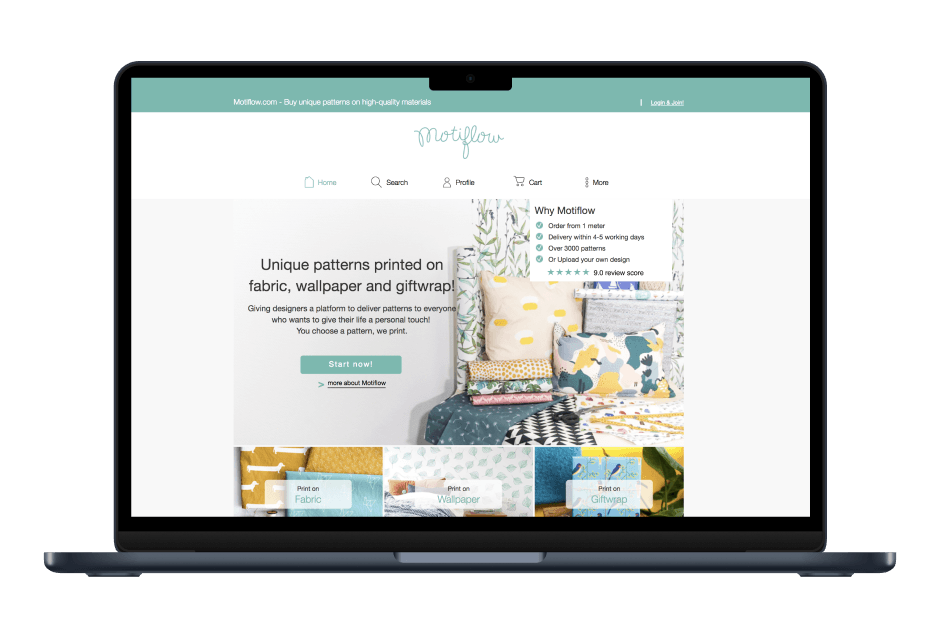 Motiflow.com - Buy unique patterns on high-quality materials
Login & Join!
motiflow
Home
Search
Profile
Cart
More
Why Motiflow
Order from 1 meter
Delivery within 4-5 working days
Over 3000 patterns
Or Upload your own design
9.0 review score
Unique patterns printed on
fabric, wallpaper and giftwrap!
Giving designers a platform to deliver patterns to everyone
who wants to give their life a personal touch!
You choose a pattern, we print.
Start now!
> more about Motiflow
Print on
Fabric
Print on
Wallpaper
Print on
Giftwrap